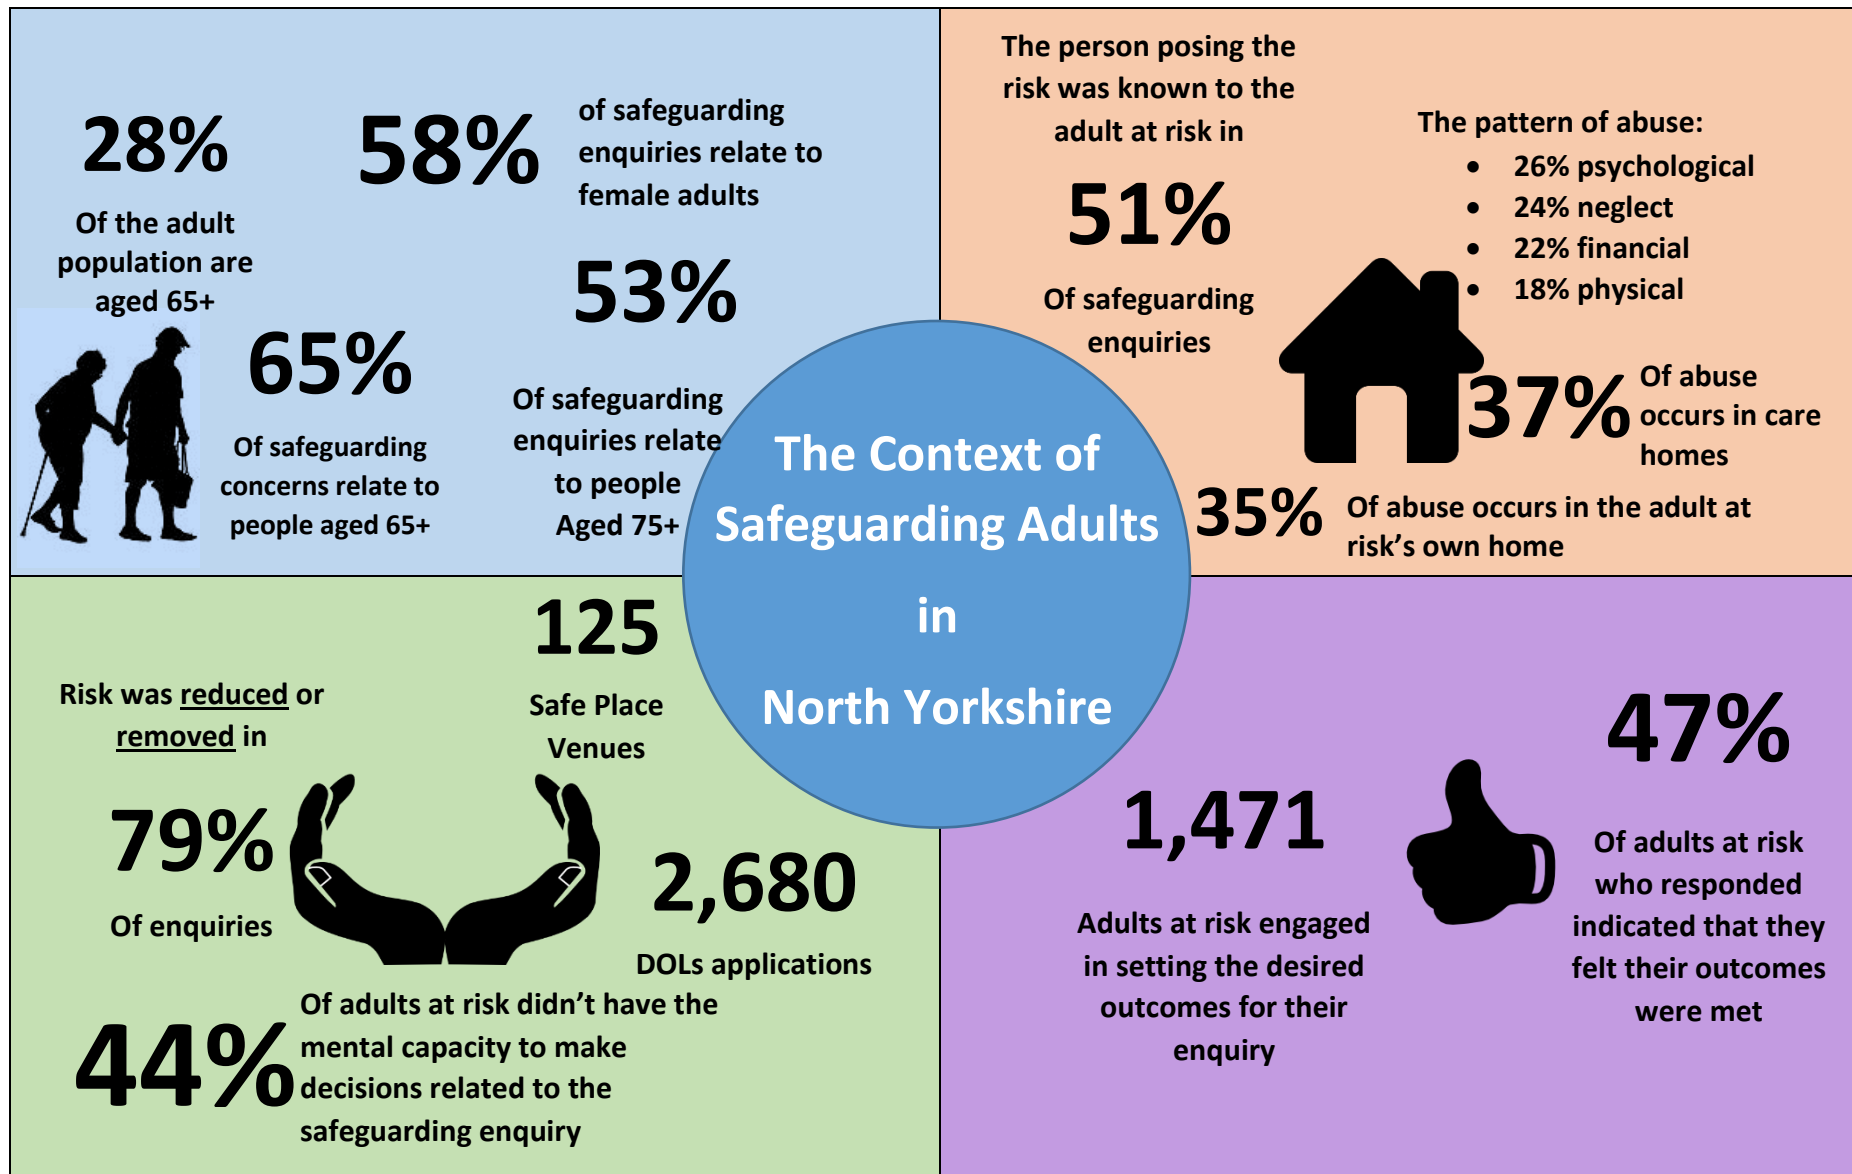 28%
Of the adult
population are
aged 65+
58%
of safeguarding
enquiries relate to
female adults
65%
Of safeguarding
concerns relate to
people aged 65+
53%
Of safeguarding
enquiries relate
to people
Aged 75+
The person posing the
risk was known to the
adult at risk in
51%
Of safeguarding
enquiries
The pattern of abuse:
• 26% psychological
• 24% neglect
• 22% financial
• 18% physical
37%
Of abuse
occurs in care
homes
35%
Of abuse occurs in the adult at
risk’s own home
The Context of
Safeguarding Adults
in
North Yorkshire
Risk was reduced or
removed in
79%
Of enquiries
125
Safe Place
Venues
2,680
DOLs applications
44%
Of adults at risk didn’t have the
mental capacity to make
decisions related to the
safeguarding enquiry
1,471
Adults at risk engaged
in setting the desired
outcomes for their
enquiry
47%
Of adults at risk
who responded
indicated that they
felt their outcomes
were met